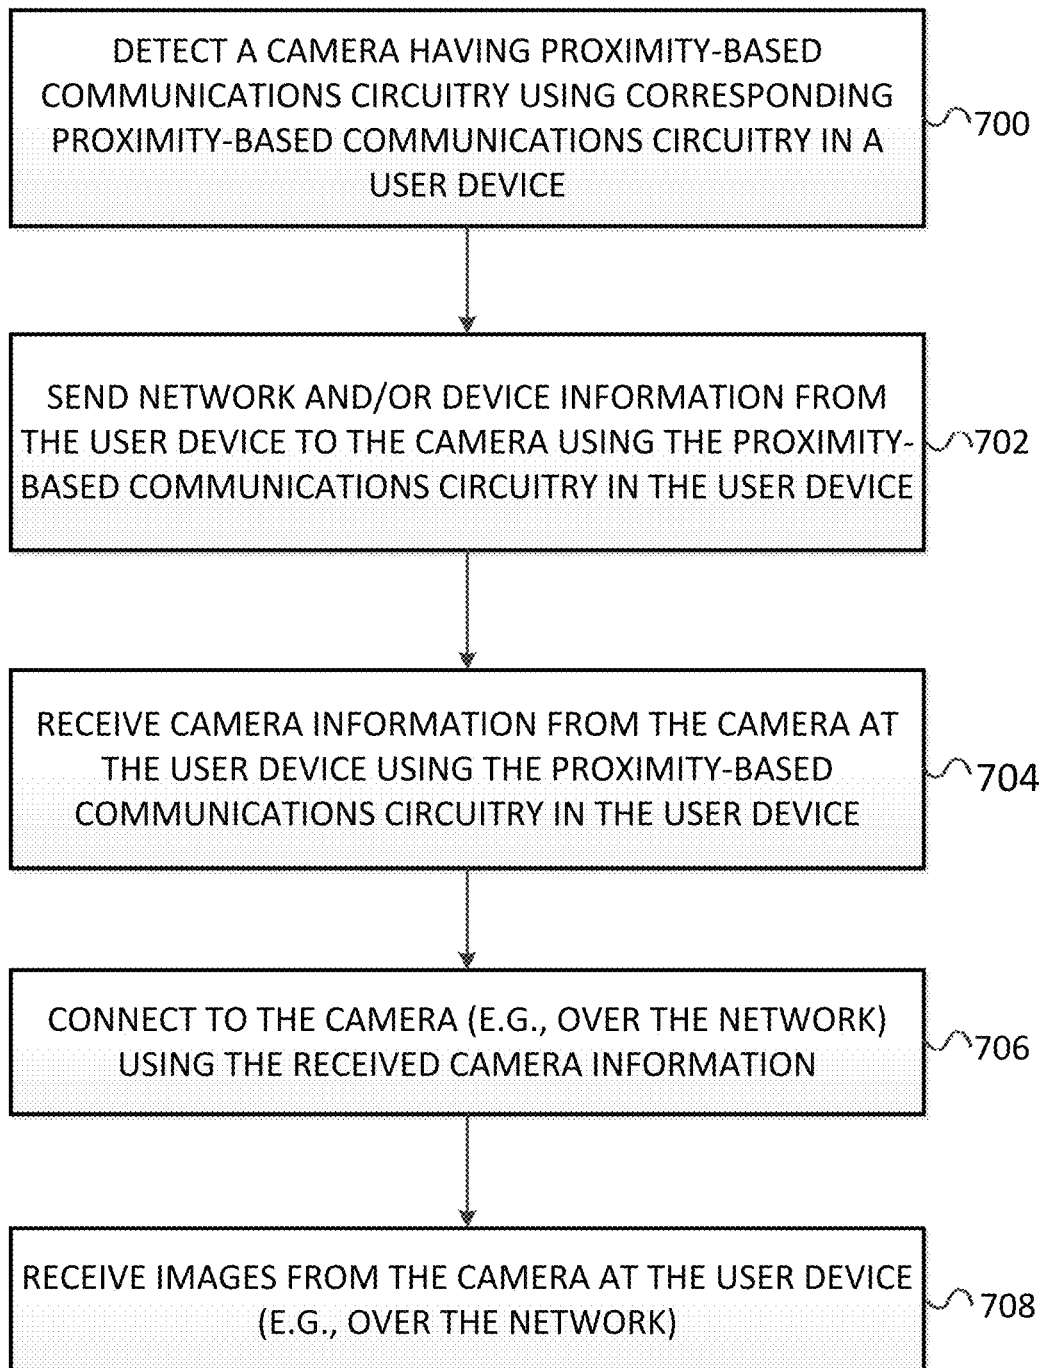 DETECT A CAMERA HAVING PROXIMITY-BASED
COMMUNICATIONS CIRCUITRY USING CORRESPONDING
PROXIMITY-BASED COMMUNICATIONS CIRCUITRY IN A
USER DEVICE
700
SEND NETWORK AND/OR DEVICE INFORMATION FROM
THE USER DEVICE TO THE CAMERA USING THE PROXIMITY-
BASED COMMUNICATIONS CIRCUITRY IN THE USER DEVICE
702
RECEIVE CAMERA INFORMATION FROM THE CAMERA AT
THE USER DEVICE USING THE PROXIMITY-BASED
COMMUNICATIONS CIRCUITRY IN THE USER DEVICE
704
CONNECT TO THE CAMERA (E.G., OVER THE NETWORK)
USING THE RECEIVED CAMERA INFORMATION
706
RECEIVE IMAGES FROM THE CAMERA AT THE USER DEVICE
(E.G., OVER THE NETWORK)
708